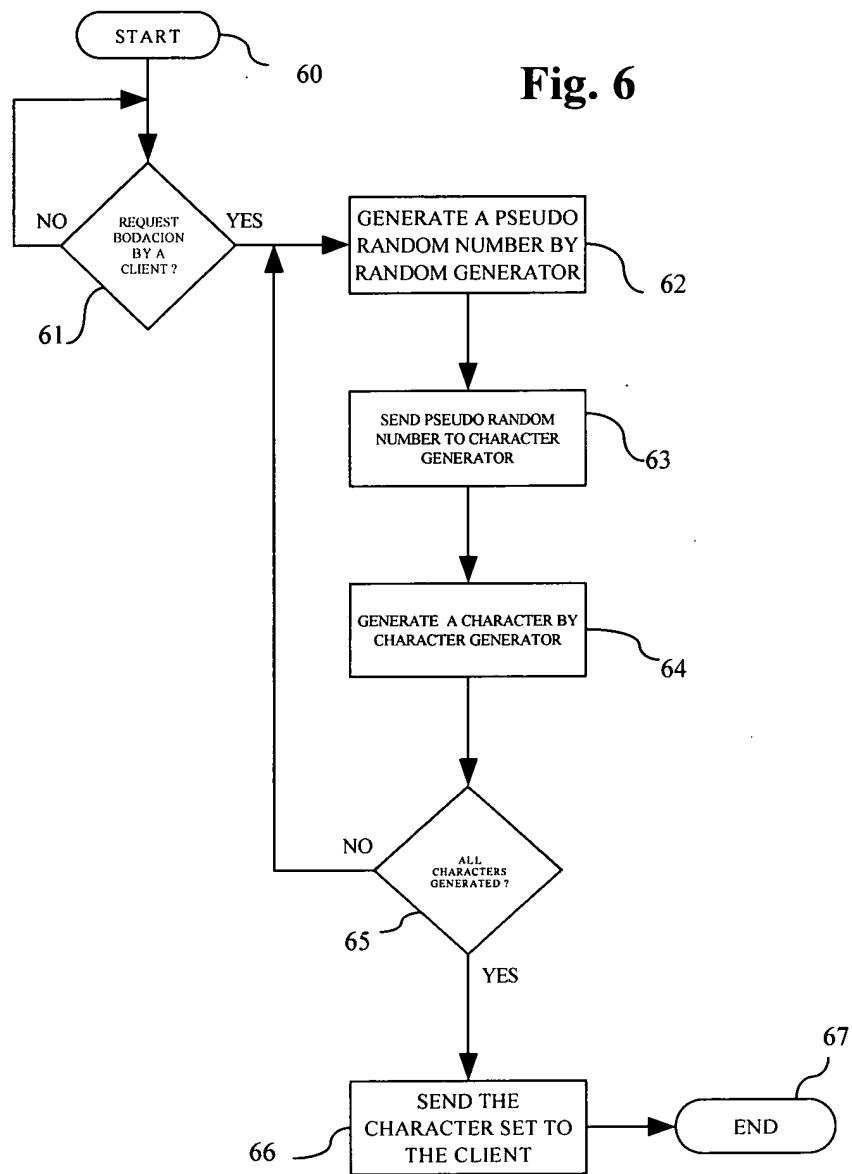 START
60
Fig. 6
NO
REQUEST
BODACION
BY A
CLIENT ?
YES
61
GENERATE A PSEUDO
RANDOM NUMBER BY
RANDOM GENERATOR
62
SEND PSEUDO RANDOM
NUMBER TO CHARACTER
GENERATOR
63
GENERATE A CHARACTER BY
CHARACTER GENERATOR
64
NO
ALL
CHARACTERS
GENERATED ?
65
YES
SEND THE
CHARACTER SET TO
THE CLIENT
66
END
67